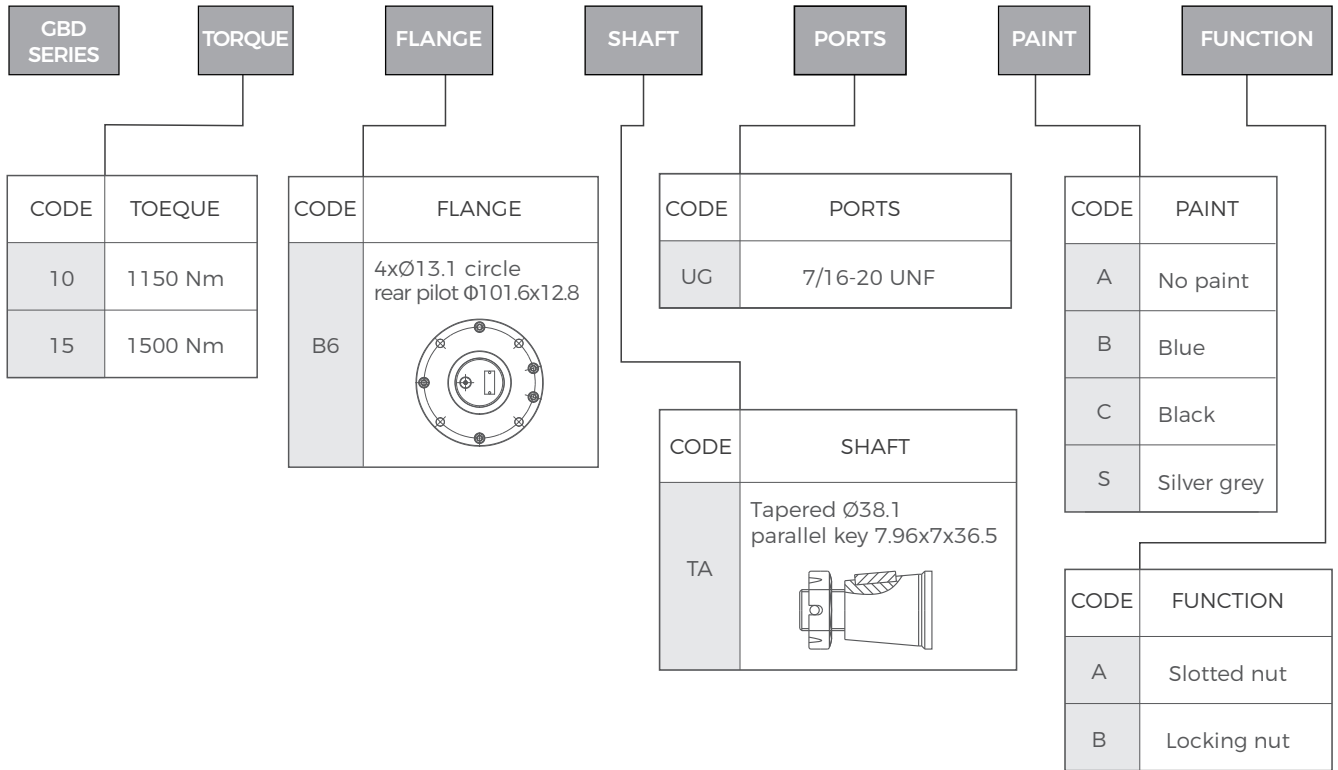 GBD
SERIES
TORQUE
FLANGE
SHAFT
PORTS
PAINT
FUNCTION
CODE TOEQUE
10 1150 Nm
15 1500 Nm
CODE FLANGE
B6
4xØ13.1 circle
rear pilot Φ101.6x12.8
CODE PORTS
UG 7/16-20 UNF
CODE SHAFT
TA
Tapered Ø38.1
parallel key 7.96x7x36.5
CODE PAINT
A No paint
B Blue
C Black
S Silver grey
CODE FUNCTION
A Slotted nut
B Locking nut